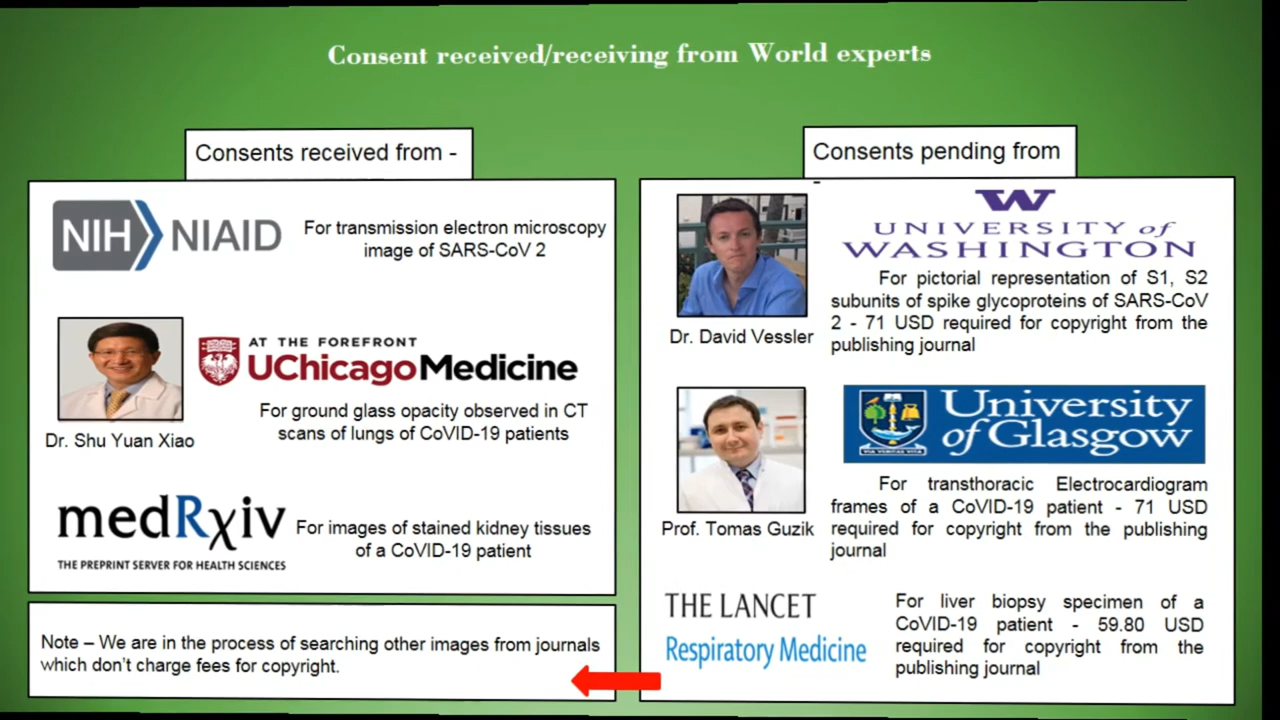 Consent received/receiving from World experts
Consents received from -
NIH NIAID
For transmission electron microscopy
image of SARS-CoV 2
Dr. Shu Yuan Xiao
AT THE FOREFRONT
UChicago Medicine
For ground glass opacity observed in CT
scans of lungs of CoVID-19 patients
medRxiv
THE PREPRINT SERVER FOR HEALTH SCIENCES
For images of stained kidney tissues
of a CoVID-19 patient
Note – We are in the process of searching other images from journals
which don't charge fees for copyright.
Consents pending from
-
Dr. David Vessler
W
UNIVERSITY of
WASHINGTON
For pictorial representation of S1, S2
subunits of spike glycoproteins of SARS-CoV
2 - 71 USD required for copyright from the
publishing journal
Prof. Tomas Guzik
University
of Glasgow
VIA VERITAS VITA
For transthoracic Electrocardiogram
frames of a CoVID-19 patient - 71 USD
required for copyright from the publishing
journal
THE LANCET
Respiratory Medicine
For liver biopsy specimen of a
CoVID-19 patient - 59.80 USD
required for copyright from the
publishing journal